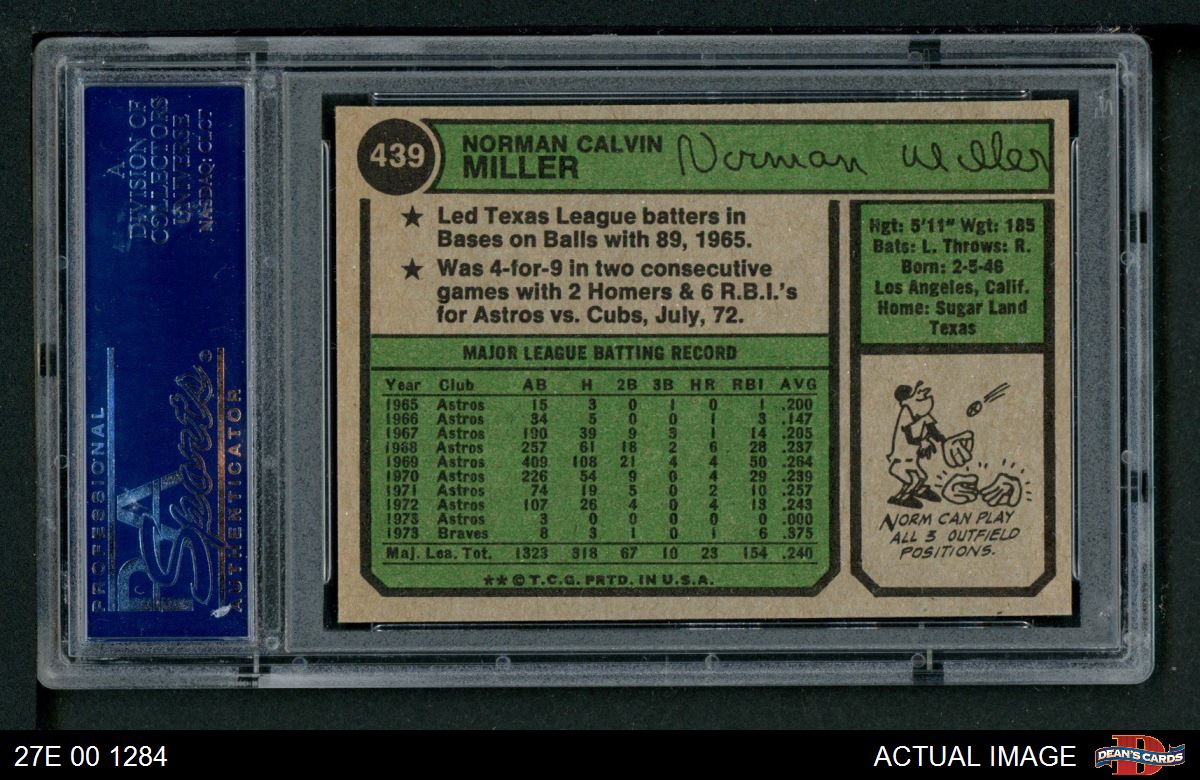 A
DIVISION OF
COLLECTORS
UNIVERSE
NASDAQ: CLCT
PROFESSIONAL
PSA
Sports
AUTHENTICATOR
®
439
NORMAN CALVIN
MILLER
Norman Miller
★ Led Texas League batters in
Bases on Balls with 89, 1965.
★ Was 4-for-9 in two consecutive
games with 2 Homers & 6 R.B.I.'s
for Astros vs. Cubs, July, 72.
MAJOR LEAGUE BATTING RECORD
Year Club AB H 2B 3B HR RBI AVG
1965 Astros 15 3 0 1 0 1 .200
1966 Astros 34 5 0 0 1 3 .147
1967 Astros 190 39 9 3 1 14 .205
1968 Astros 257 61 18 2 6 28 .237
1969 Astros 409 108 21 4 4 50 .264
1970 Astros 226 54 9 0 4 29 .239
1971 Astros 74 19 5 0 2 10 .257
1972 Astros 107 26 4 0 4 13 .243
1973 Astros 3 0 0 0 0 0 .000
1973 Braves 8 3 1 0 1 6 .375
Maj. Lea. Tot. 1323 318 67 10 23 154 .240
★★ © T.C.G. PRTD. IN U.S.A.
Hgt: 5'11" Wgt: 185
Bats: L. Throws: R.
Born: 2-5-46
Los Angeles, Calif.
Home: Sugar Land
Texas
NORM CAN PLAY
ALL 3 OUTFIELD
POSITIONS.
27E 00 1284
ACTUAL IMAGE
D
DEAN'S CARDS